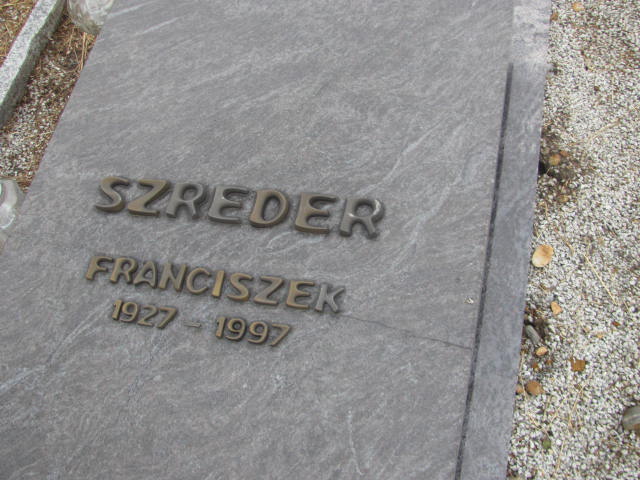 SZREDER
FRANCISZEK
1927 - 1997